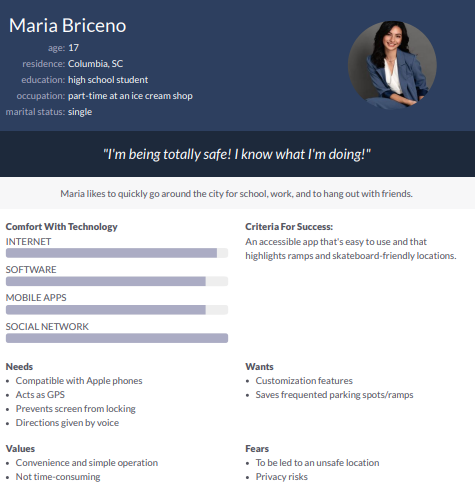 Maria Briceno
age: 17
residence: Columbia, SC
education: high school student
occupation: part-time at an ice cream shop
marital status: single
"I'm being totally safe! I know what I'm doing!"
Maria likes to quickly go around the city for school, work, and to hang out with friends.
Comfort With Technology
INTERNET
SOFTWARE
MOBILE APPS
SOCIAL NETWORK
Criteria For Success:
An accessible app that's easy to use and that
highlights ramps and skateboard-friendly locations.
Needs
• Compatible with Apple phones
• Acts as GPS
• Prevents screen from locking
• Directions given by voice
Wants
• Customization features
• Saves frequented parking spots/ramps
Values
• Convenience and simple operation
• Not time-consuming
Fears
• To be led to an unsafe location
• Privacy risks